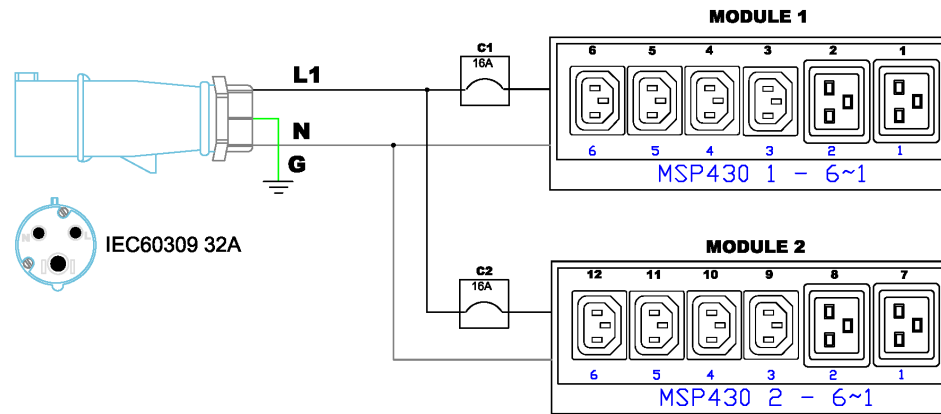 MODULE 1
C1
16A
6 5 4 3 2 1
L1
N
G
6 5 4 3 2 1
MSP430 1 - 6~1
N L
IEC60309 32A
MODULE 2
C2
16A
12 11 10 9 8 7
6 5 4 3 2 1
MSP430 2 - 6~1